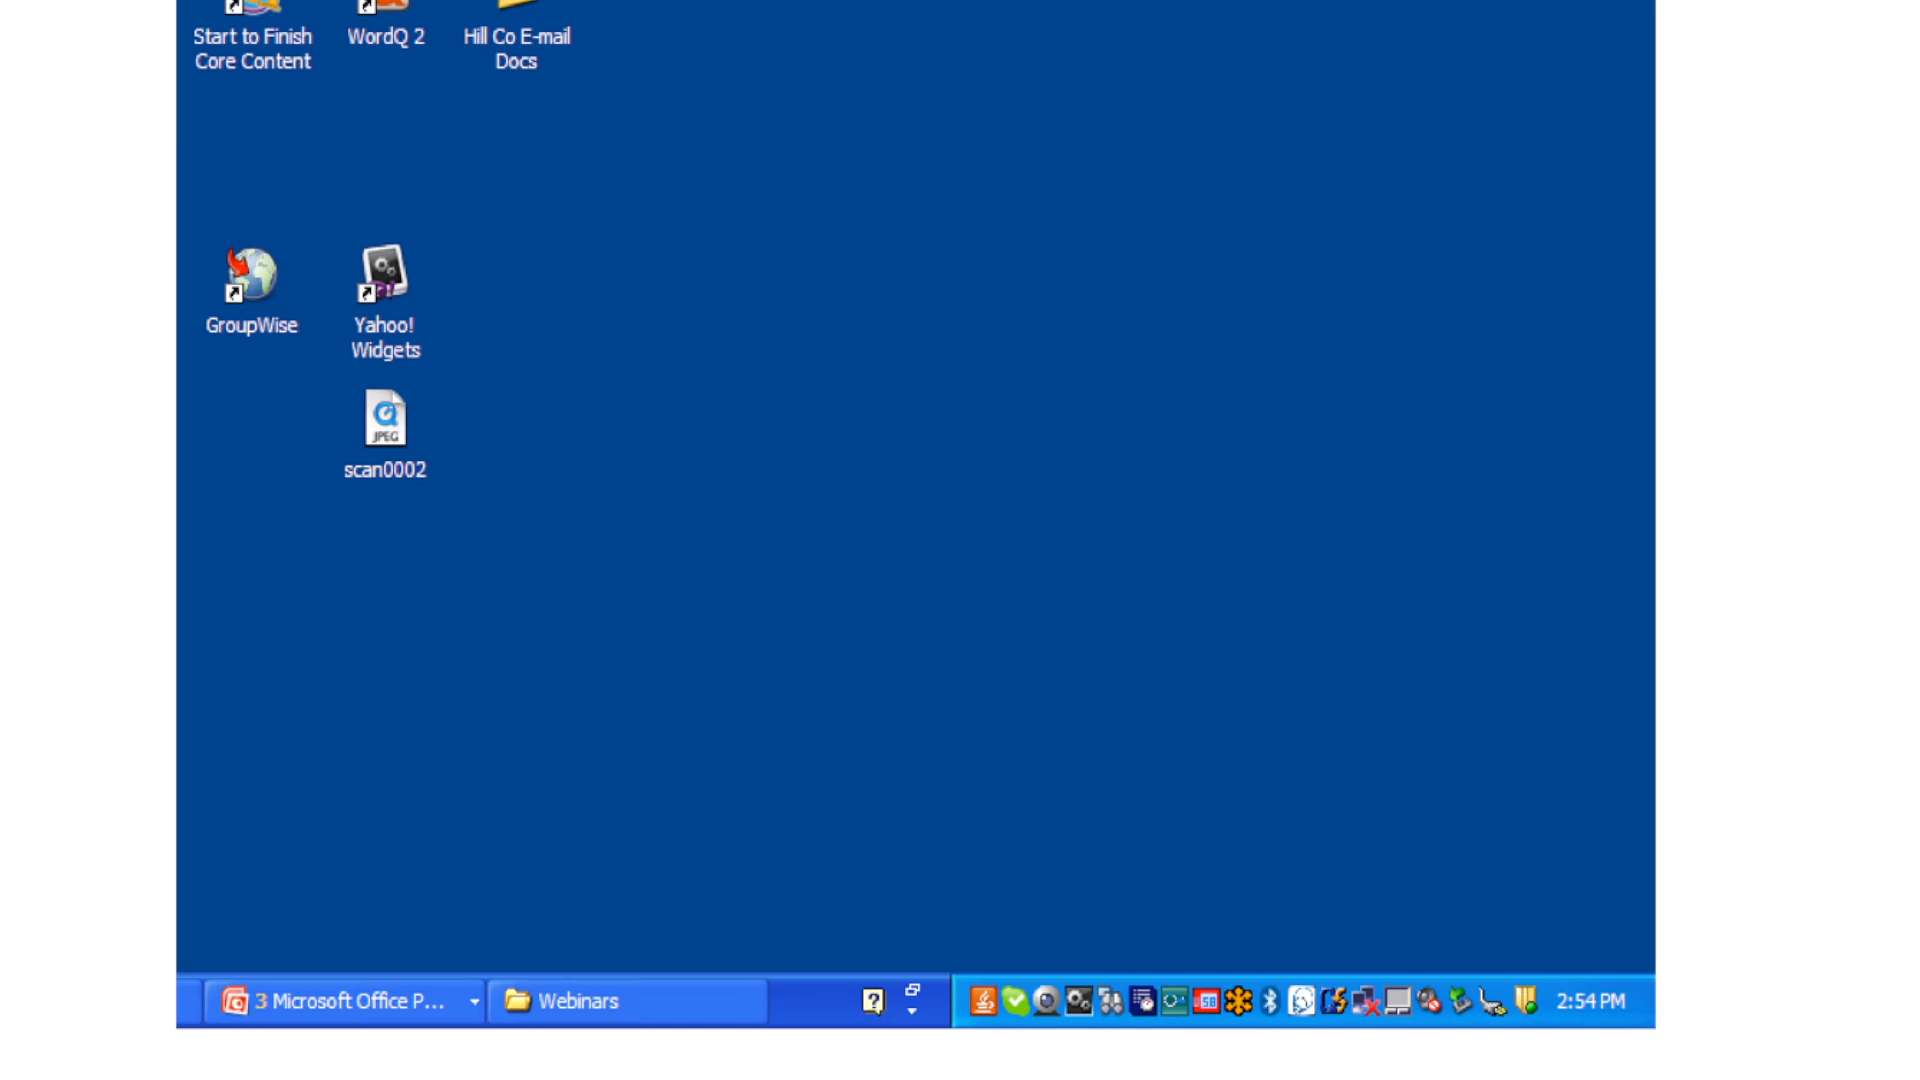 Start to Finish
Core Content
WordQ 2
Hill Co E-mail
Docs
GroupWise
Yahoo!
Widgets
JPEG
scan0002
3 Microsoft Office P...
Webinars
2:54 PM